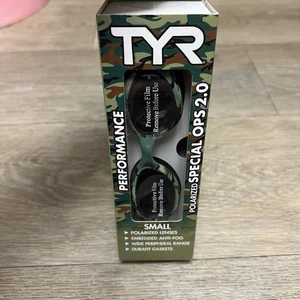 TYR
PERFORMANCE
POLARIZED SPECIAL OPS 2.0
Protective Film
Remove Before Use
Protective Film
Remove Before Use
SMALL
POLARIZED LENSES
EMBEDDED ANTI-FOG
WIDE PERIPHERAL RANGE
DURAFIT GASKETS